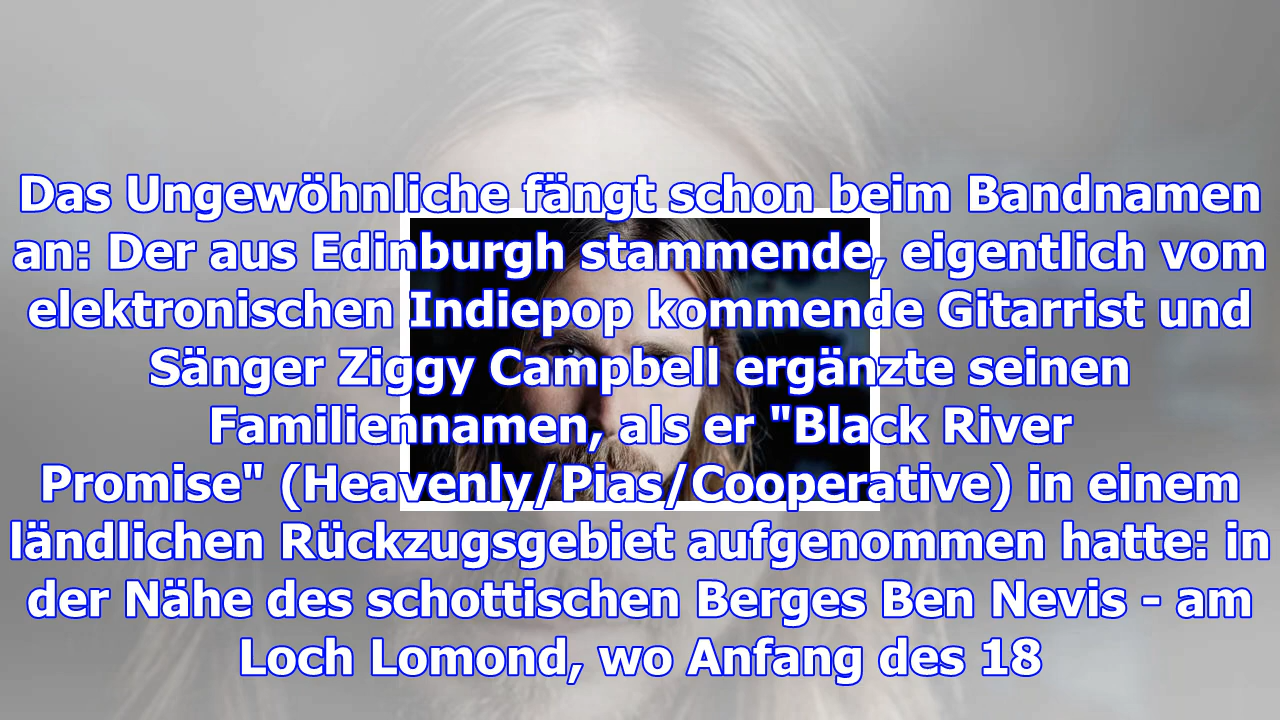 Das Ungewöhnliche fängt schon beim Bandnamen
an: Der aus Edinburgh stammende, eigentlich vom
elektronischen Indiepop kommende Gitarrist und
Sänger Ziggy Campbell ergänzte seinen
Familiennamen, als er "Black River
Promise" (Heavenly/Pias/Cooperative) in einem
ländlichen Rückzugsgebiet aufgenommen hatte: in
der Nähe des schottischen Berges Ben Nevis - am
Loch Lomond, wo Anfang des 18